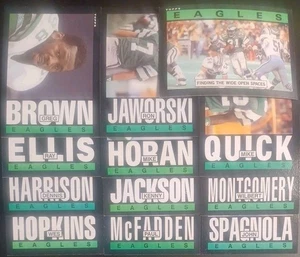 EAGLES
FINDING THE WIDE OPEN SPACES
BROWN
GREG
EAGLES
JAWORSKI
RON
EAGLES
ELLIS
RAY
EAGLES
HORAN
MIKE
EAGLES
QUICK
MIKE
EAGLES
HARRISON
DENNIS
EAGLES
JACKSON
KENNY
EAGLES
MONTGOMERY
WILBERT
EAGLES
HOPKINS
WES
EAGLES
McFADDEN
PAUL
EAGLES
SPAGNOLA
JOHN
EAGLES